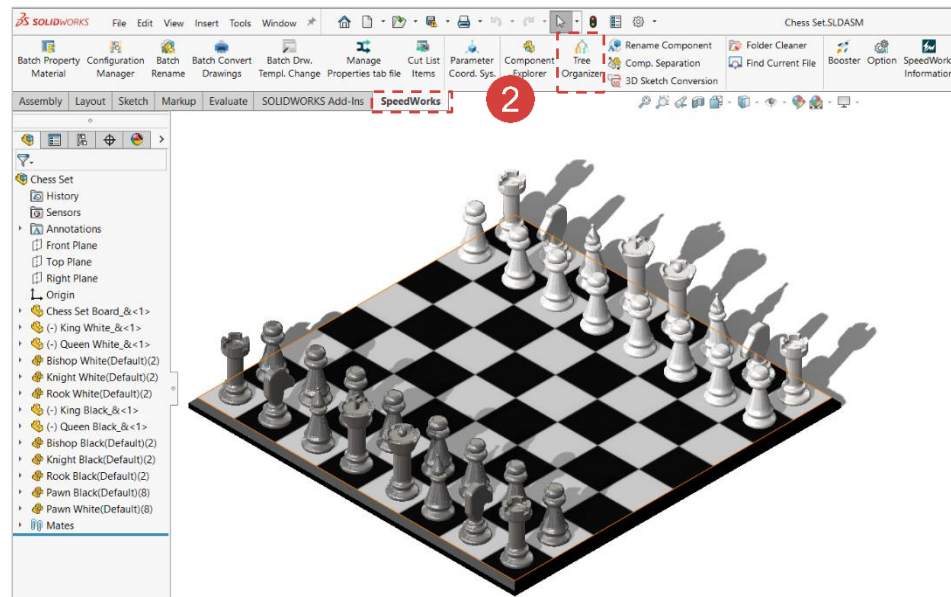 SOLIDWORKS File Edit View Insert Tools Window Chess Set.SLDASM
Batch Property Material
Configuration Manager
Batch Rename
Batch Convert Drawings
Batch Drw. Templ. Change
Manage Properties tab file
Cut List Items
Parameter Coord. Sys.
Component Explorer
Tree Organizer
Rename Component
Comp. Separation
3D Sketch Conversion
Folder Cleaner
Find Current File
Booster
Option
SpeedWork
Information
Assembly Layout Sketch Markup Evaluate SOLIDWORKS Add-Ins SpeedWorks
2
Chess Set
History
Sensors
Annotations
Front Plane
Top Plane
Right Plane
Origin
Chess Set Board_&<1>
(-) King White_&<1>
(-) Queen White_&<1>
Bishop White(Default)(2)
Knight White(Default)(2)
Rook White(Default)(2)
(-) King Black_&<1>
(-) Queen Black_&<1>
Bishop Black(Default)(2)
Knight Black(Default)(2)
Rook Black(Default)(2)
Pawn Black(Default)(8)
Pawn White(Default)(8)
Mates